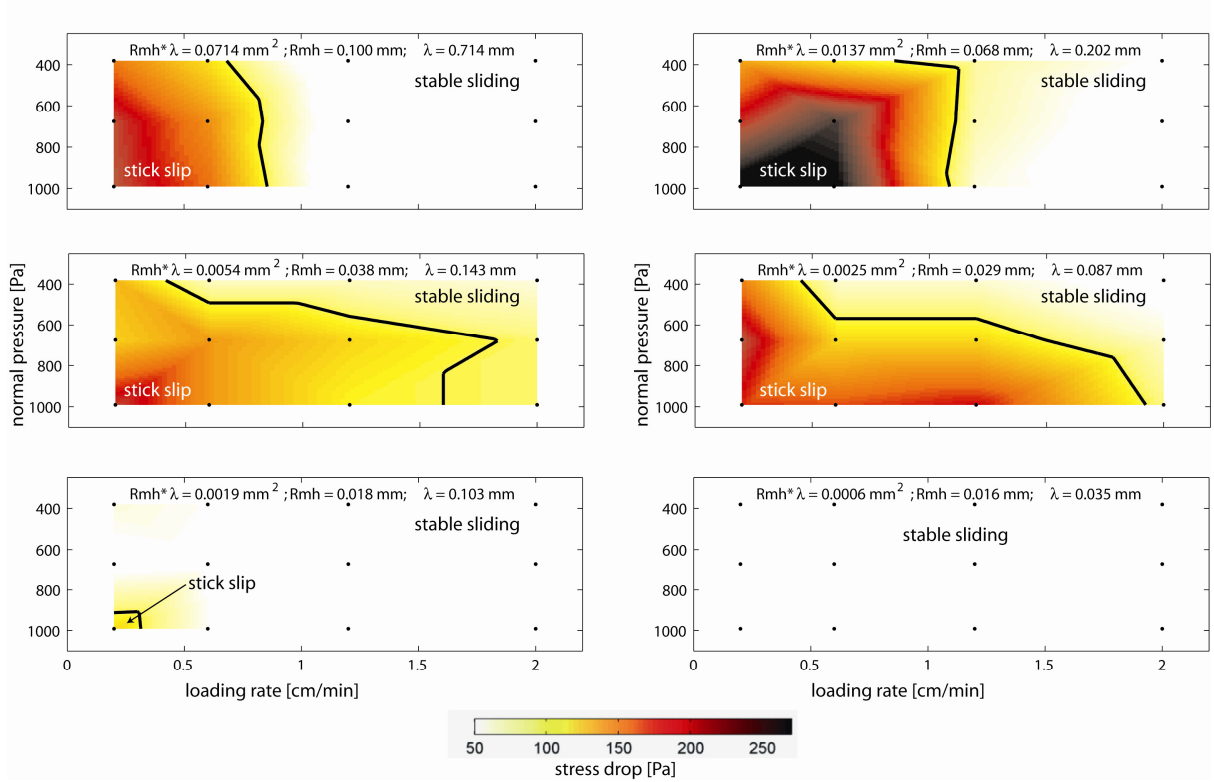 Rmh* λ = 0.0714 mm² ; Rmh = 0.100 mm; λ = 0.714 mm
stable sliding
stick slip
400
600
800
1000
Rmh* λ = 0.0137 mm² ; Rmh = 0.068 mm; λ = 0.202 mm
stable sliding
stick slip
400
600
800
1000
normal pressure [Pa]
Rmh* λ = 0.0054 mm² ; Rmh = 0.038 mm; λ = 0.143 mm
stable sliding
stick slip
400
600
800
1000
normal pressure [Pa]
Rmh* λ = 0.0025 mm² ; Rmh = 0.029 mm; λ = 0.087 mm
stable sliding
stick slip
400
600
800
1000
Rmh* λ = 0.0019 mm² ; Rmh = 0.018 mm; λ = 0.103 mm
stable sliding
stick slip
400
600
800
1000
0 0.5 1 1.5 2
loading rate [cm/min]
Rmh* λ = 0.0006 mm² ; Rmh = 0.016 mm; λ = 0.035 mm
stable sliding
400
600
800
1000
0 0.5 1 1.5 2
loading rate [cm/min]
50 100 150 200 250
stress drop [Pa]